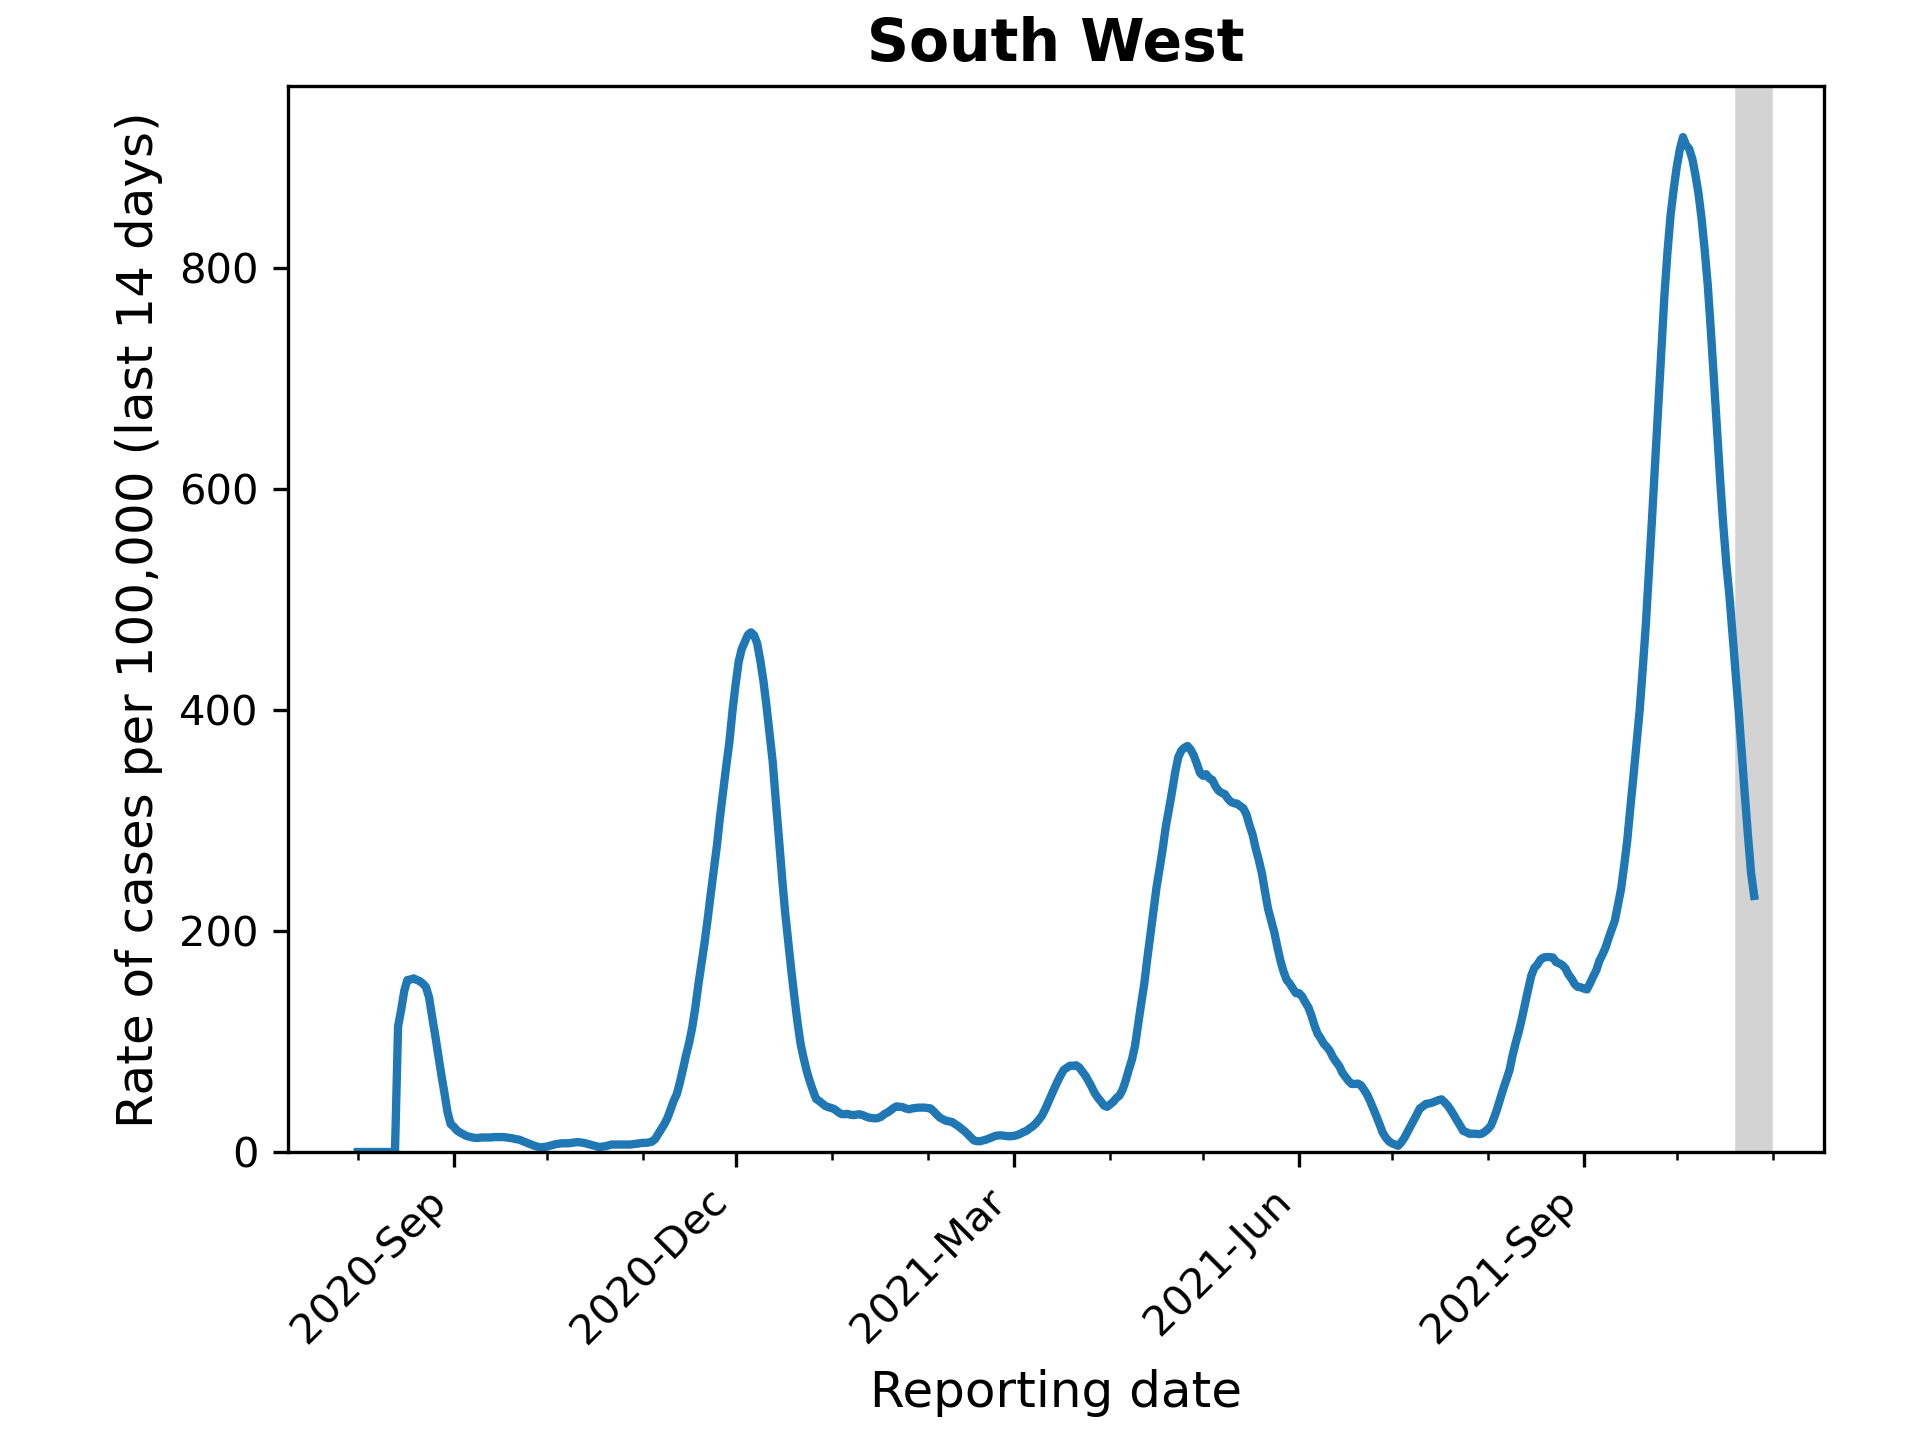 South West
Rate of cases per 100,000 (last 14 days)
800
600
400
200
0
2020-Sep
2020-Dec
2021-Mar
2021-Jun
2021-Sep
Reporting date